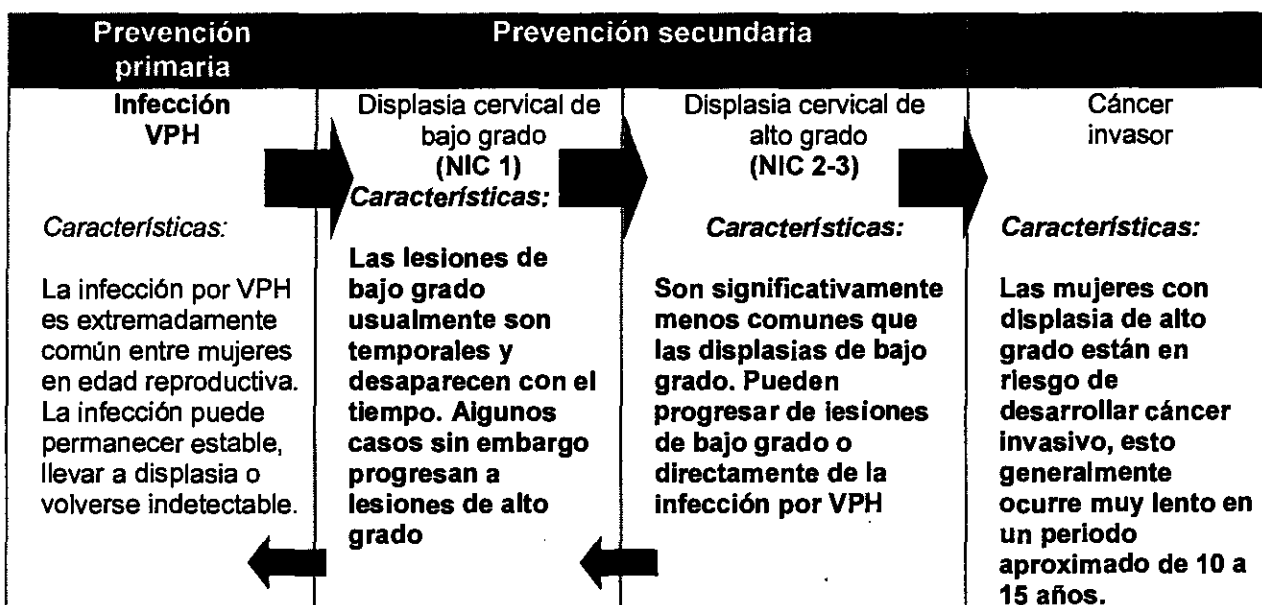 Prevención
primaria
Prevención secundaria
Infección
VPH
Características:
La infección por VPH
es extremadamente
común entre mujeres
en edad reproductiva.
La infección puede
permanecer estable,
llevar a displasia o
volverse indetectable.
Displasia cervical de
bajo grado
(NIC 1)
Características:
Las lesiones de
bajo grado
usualmente son
temporales y
desaparecen con el
tiempo. Algunos
casos sin embargo
progresan a
lesiones de alto
grado
Displasia cervical de
alto grado
(NIC 2-3)
Características:
Son significativamente
menos comunes que
las displasias de bajo
grado. Pueden
progresar de lesiones
de bajo grado o
directamente de la
infección por VPH
Cáncer
invasor
Características:
Las mujeres con
displasia de alto
grado están en
riesgo de
desarrollar cáncer
invasivo, esto
generalmente
ocurre muy lento en
un periodo
aproximado de 10 a
15 años.